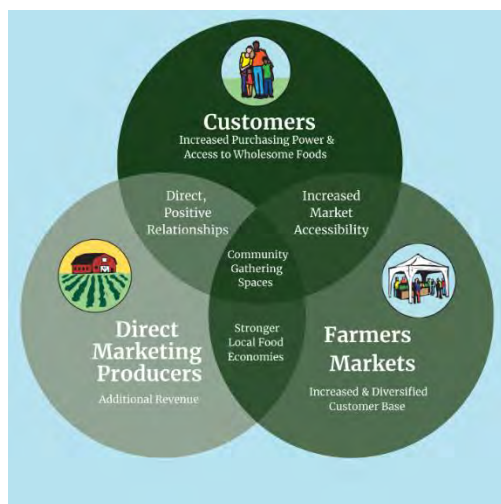 Customers
Increased Purchasing Power &
Access to Wholesome Foods
Direct,
Positive
Relationships
Increased
Market
Accessibility
Community
Gathering
Spaces
Direct
Marketing
Producers
Additional Revenue
Stronger
Local Food
Economies
Farmers
Markets
Increased & Diversified
Customer Base